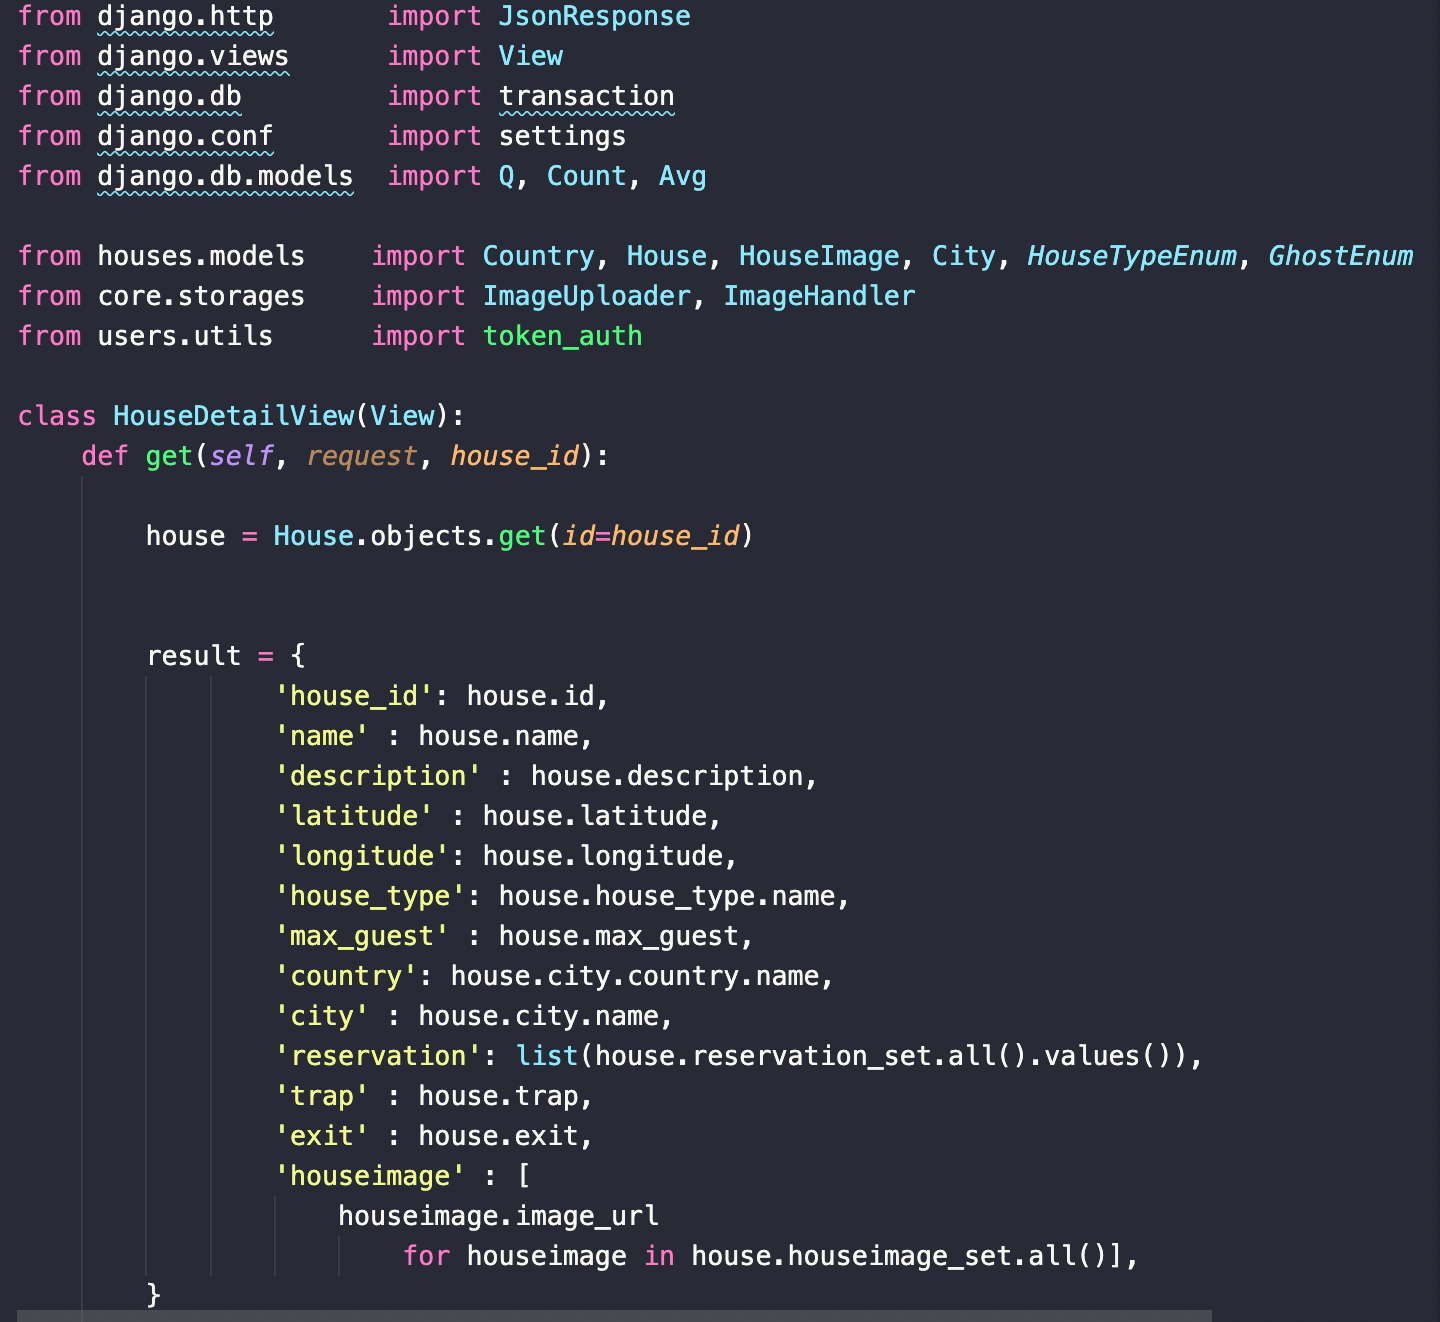 from django.http       import JsonResponse
from django.views      import View
from django.db         import transaction
from django.conf       import settings
from django.db.models  import Q, Count, Avg
from houses.models    import Country, House, HouseImage, City, HouseTypeEnum, GhostEnum
from core.storages    import ImageUploader, ImageHandler
from users.utils      import token_auth
class HouseDetailView(View):
    def get(self, request, house_id):
        house = House.objects.get(id=house_id)
        result = {
                'house_id': house.id,
                'name' : house.name,
                'description' : house.description,
                'latitude' : house.latitude,
                'longitude': house.longitude,
                'house_type': house.house_type.name,
                'max_guest' : house.max_guest,
                'country': house.city.country.name,
                'city' : house.city.name,
                'reservation': list(house.reservation_set.all().values()),
                'trap' : house.trap,
                'exit' : house.exit,
                'houseimage' : [
                    houseimage.image_url
                        for houseimage in house.houseimage_set.all()],
        }